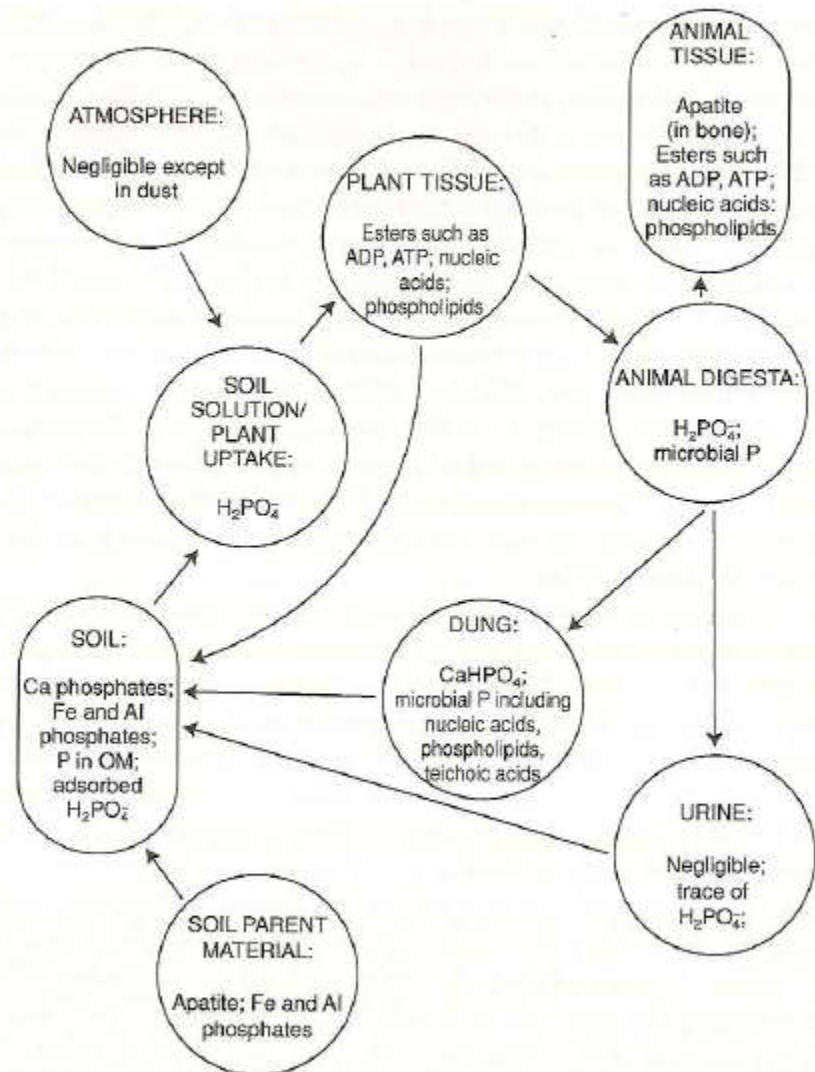 ATMOSPHERE:
Negligible except
in dust
PLANT TISSUE:
Esters such as
ADP, ATP; nucleic
acids;
phospholipids
ANIMAL
TISSUE:
Apatite
(in bone);
Esters such
as ADP, ATP;
nucleic acids:
phospholipids
SOIL
SOLUTION/
PLANT
UPTAKE:
H₂PO₄⁻
ANIMAL DIGESTA:
H₂PO₄⁻;
microbial P
SOIL:
Ca phosphates;
Fe and Al
phosphates;
P in OM;
adsorbed
H₂PO₄⁻
DUNG:
CaHPO₄;
microbial P including
nucleic acids,
phospholipids,
teichoic acids
URINE:
Negligible;
trace of
H₂PO₄⁻;
SOIL PARENT
MATERIAL:
Apatite; Fe and Al
phosphates